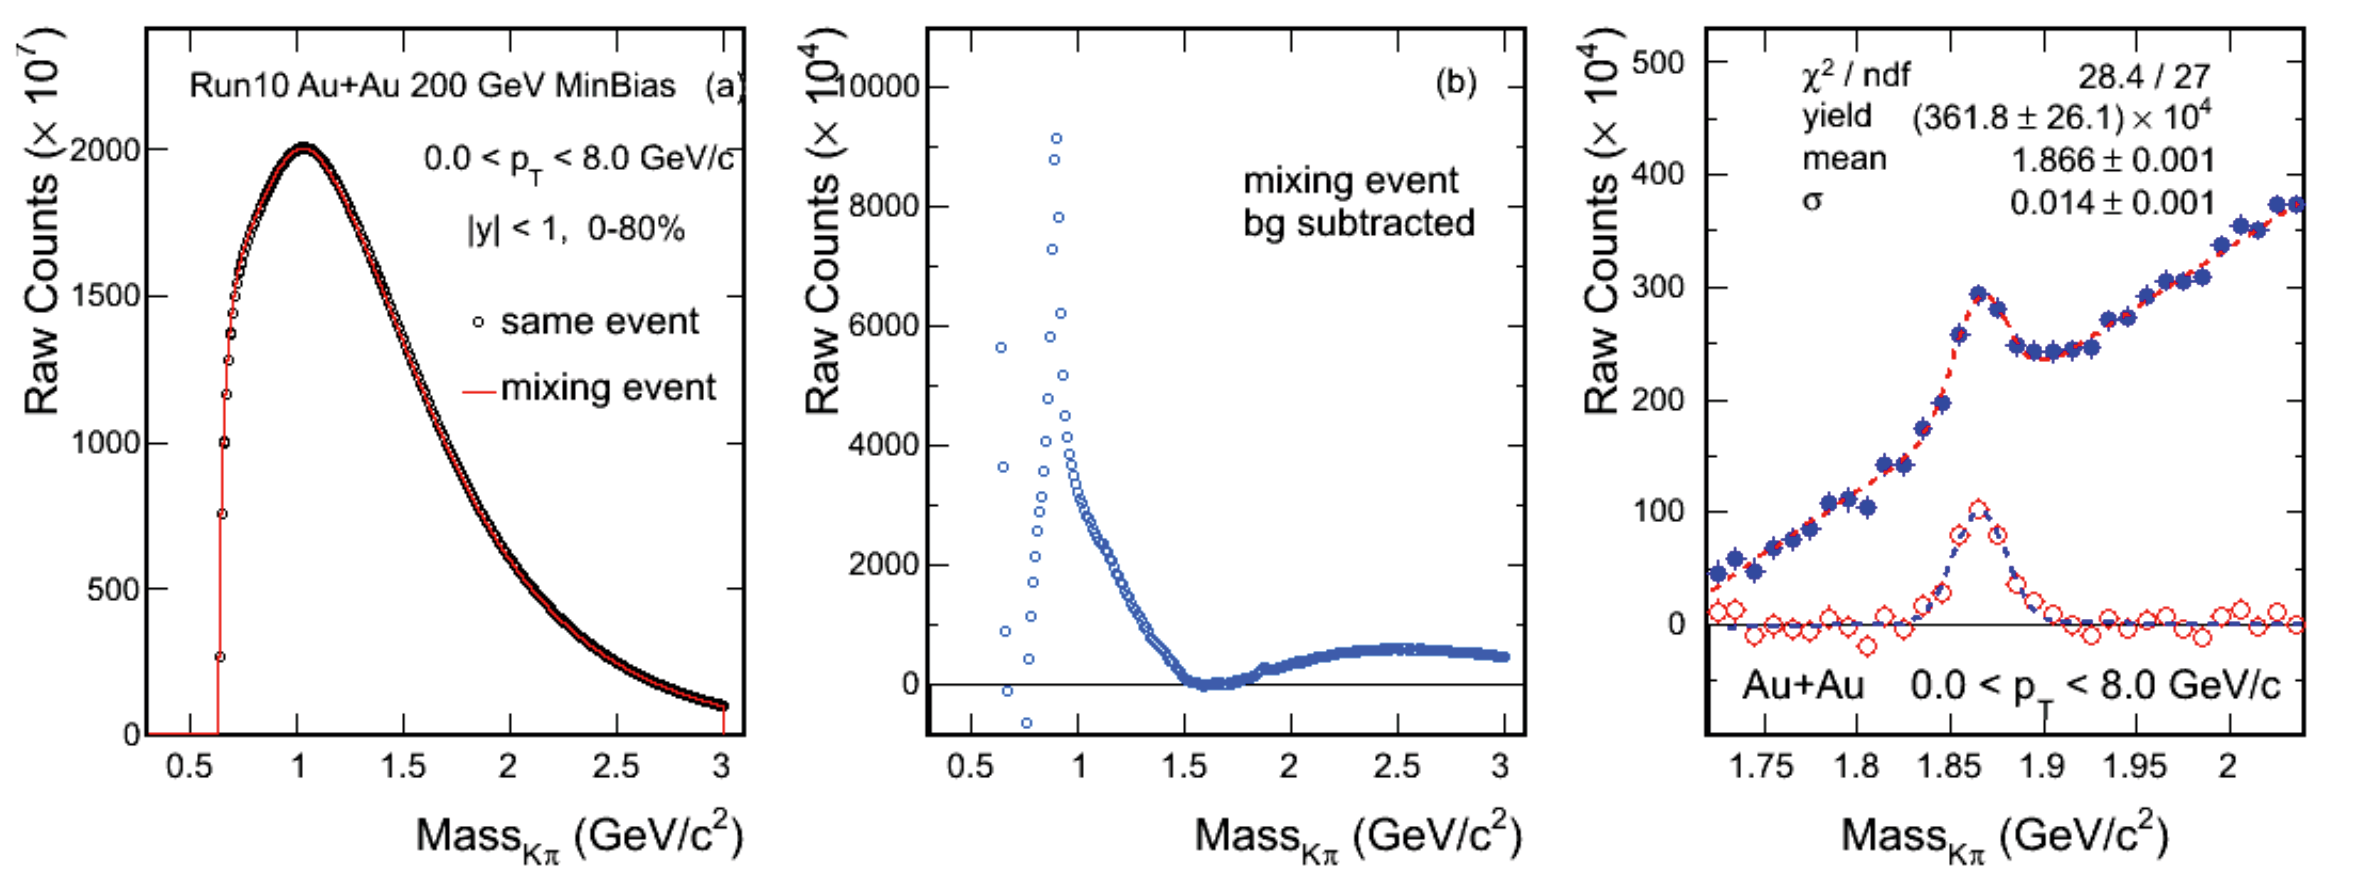 Raw Counts (× 10⁷)
2000
1500
1000
500
0
Run10 Au+Au 200 GeV MinBias (a)
0.0 < p_T < 8.0 GeV/c
|y| < 1, 0-80%
same event
mixing event
0.5 1 1.5 2 2.5 3
Mass_Kπ (GeV/c²)
Raw Counts (× 10⁴)
10000
8000
6000
4000
2000
0
(b)
mixing event
bg subtracted
0.5 1 1.5 2 2.5 3
Mass_Kπ (GeV/c²)
Raw Counts (× 10⁴)
500
400
300
200
100
0
χ² / ndf 28.4 / 27
yield (361.8 ± 26.1) × 10⁴
mean 1.866 ± 0.001
σ 0.014 ± 0.001
Au+Au 0.0 < p_T < 8.0 GeV/c
1.75 1.8 1.85 1.9 1.95 2
Mass_Kπ (GeV/c²)